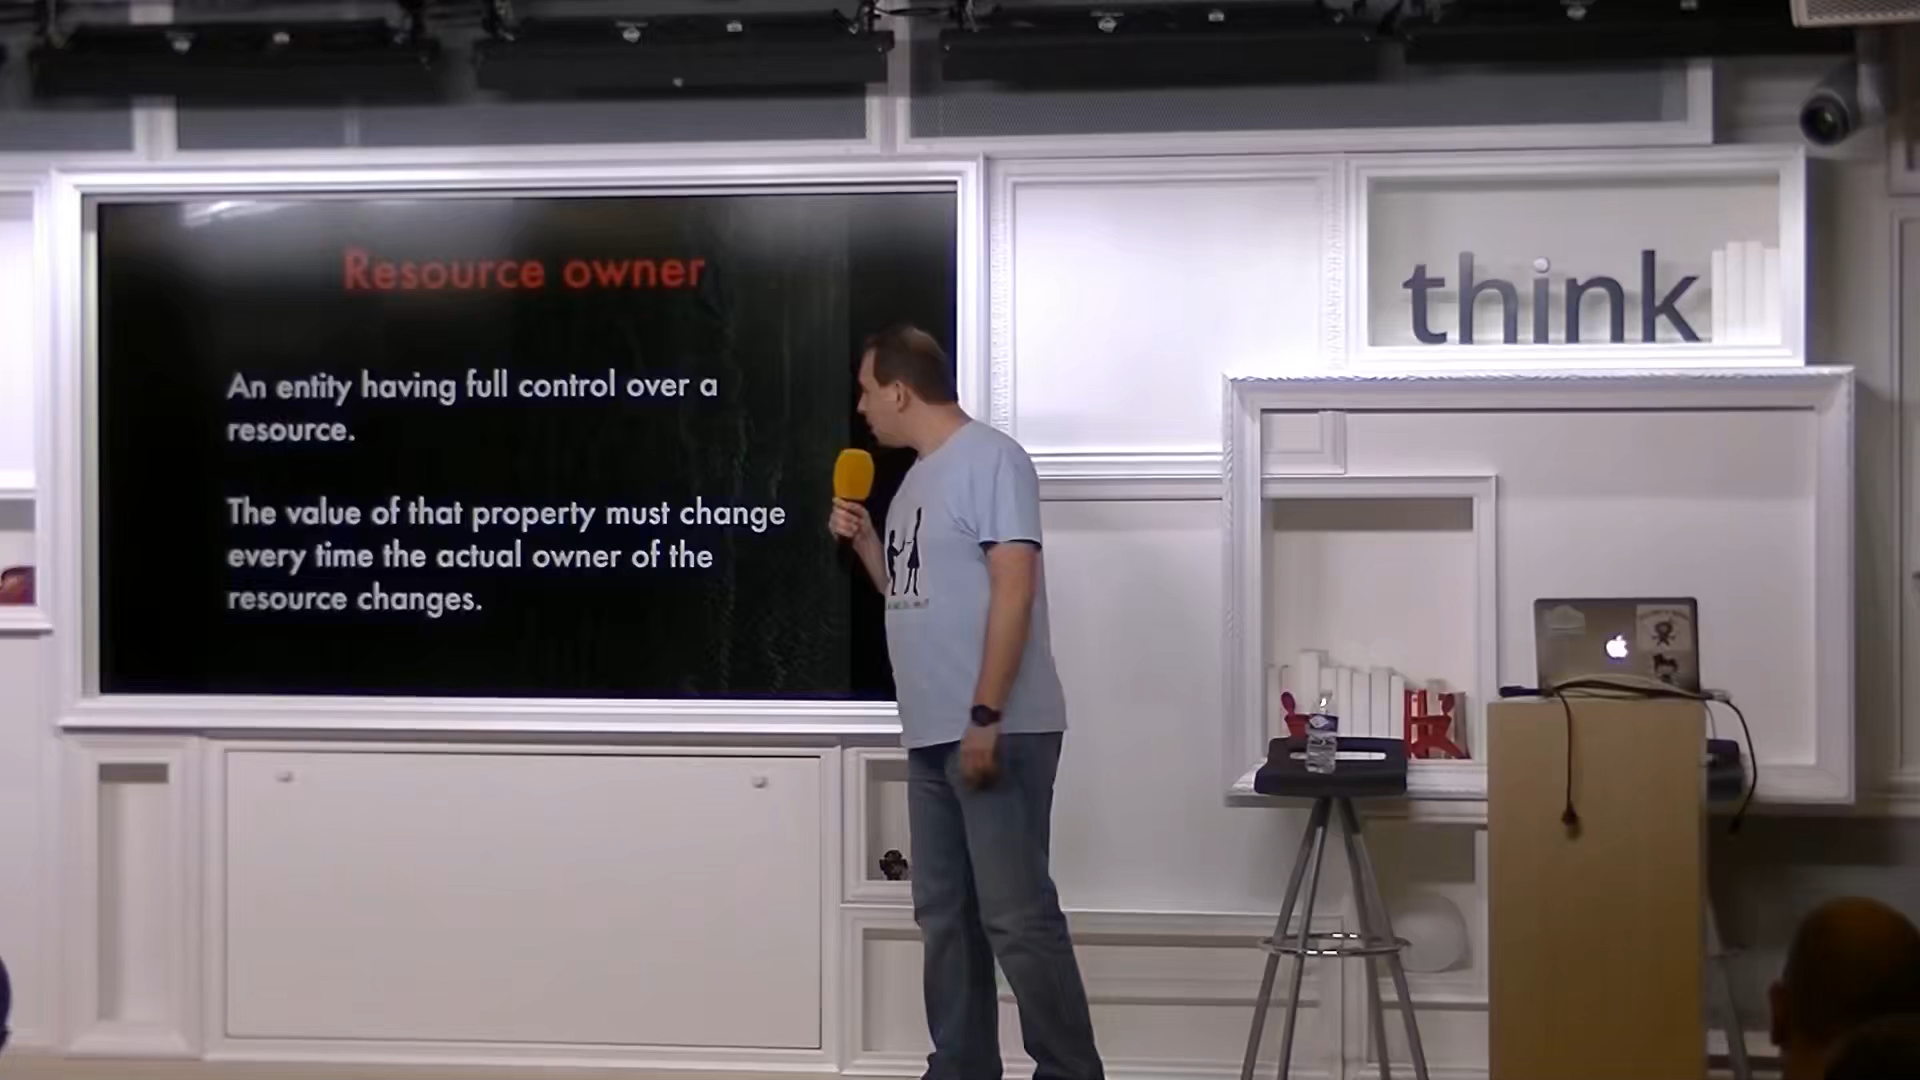 Resource owner
think
An entity having full control over a
resource.
The value of that property must change
every time the actual owner of the
resource changes.